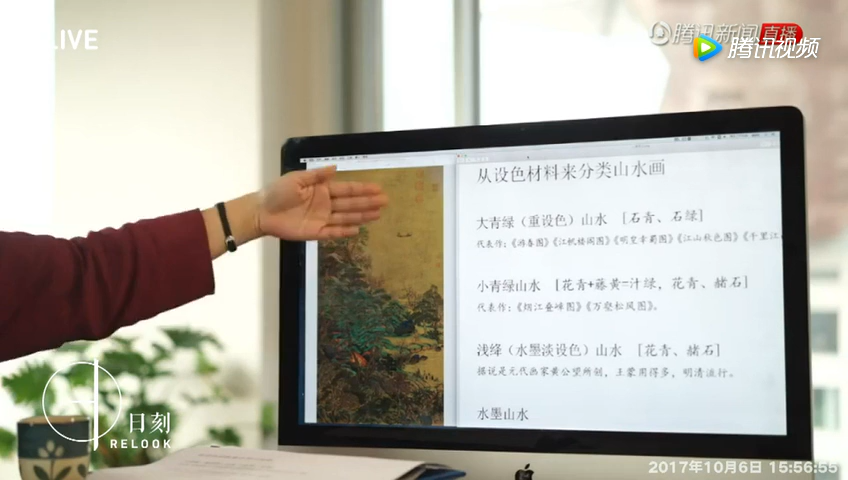 LIVE
腾讯新闻 直播
腾讯视频
从设色材料来分类山水画
大青绿（重设色）山水 [石青、石绿]
代表作：《游春图》《江帆楼阁图》《明皇幸蜀图》《江山秋色图》《千里江
小青绿山水 [花青+藤黄=汁绿，花青、赭石]
代表作：《烟江叠嶂图》《万壑松风图》。
浅绛（水墨淡设色）山水 [花青、赭石]
据说是元代画家黄公望所创，王蒙用得多，明清流行。
水墨山水
日刻
RELOOK
2017年10月6日 15:56:55